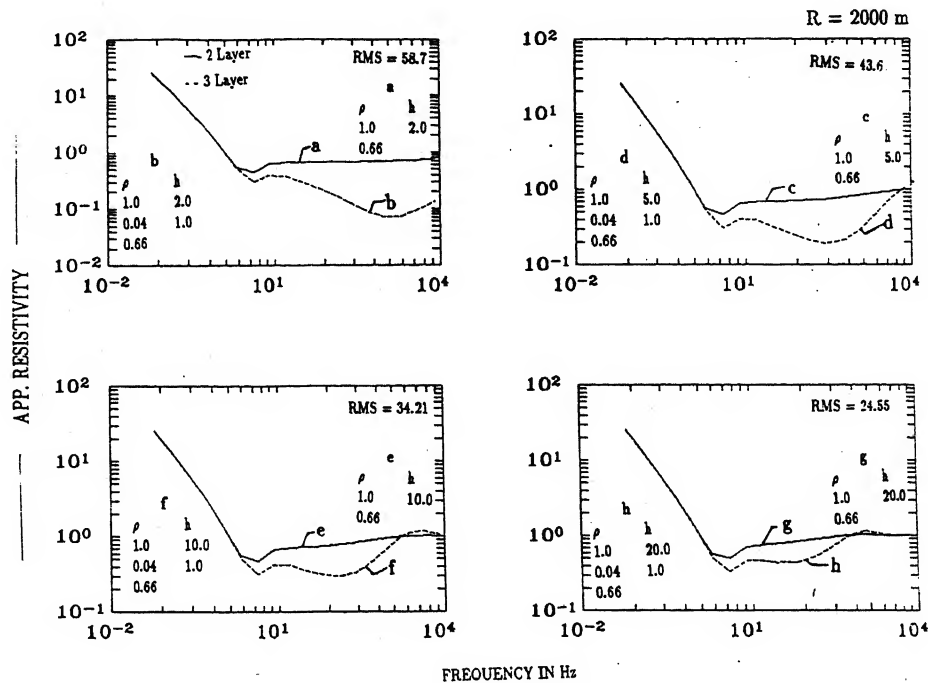 R = 2000 m
10² 2 Layer RMS = 58.7
3 Layer
a
10¹ ρ h
1.0 2.0
0.66
10⁰ a
b
ρ h
1.0 2.0
0.04 1.0
0.66
10⁻¹ b
10⁻²
10⁻² 10¹ 10⁴
10² RMS = 43.6
10¹ c
ρ h
1.0 5.0
0.66
d
ρ h
1.0 5.0
0.04 1.0
0.66
10⁰ c
d
10⁻¹
10⁻² 10¹ 10⁴
APP. RESISTIVITY
10² RMS = 34.21
10¹ e
ρ h
1.0 10.0
0.66
f
ρ h
1.0 10.0
0.04 1.0
0.66
10⁰ e
f
10⁻¹
10⁻² 10¹ 10⁴
10² RMS = 24.55
10¹ g
ρ h
1.0 20.0
0.66
h
ρ h
1.0 20.0
0.04 1.0
0.66
10⁰ g
h
10⁻¹
10⁻² 10¹ 10⁴
FREQUENCY IN Hz